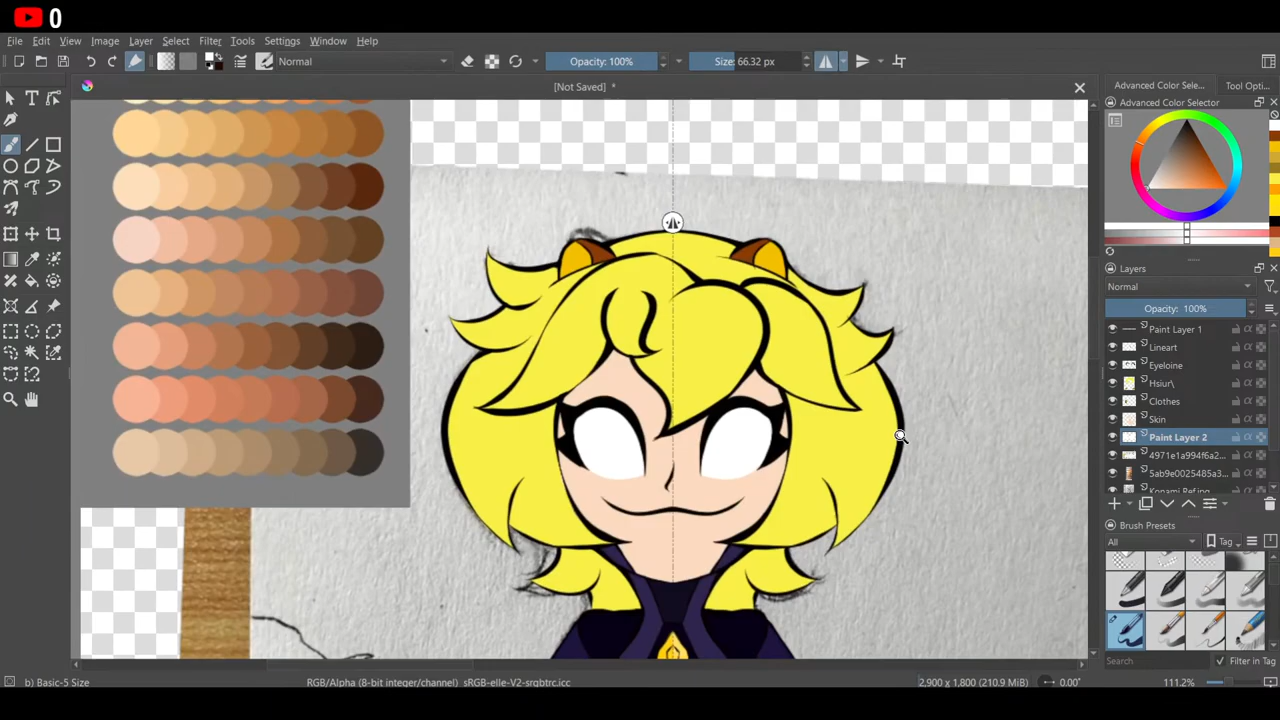 0
File Edit View Image Layer Select Filter Tools Settings Window Help
Normal Opacity: 100% Size: 66.32 px
[Not Saved] *
Advanced Color Sele... Tool Opti...
Advanced Color Selector
Layers
Normal
Opacity: 100%
Paint Layer 1
Lineart
Eyeloine
Hsiur\
Clothes
Skin
Paint Layer 2
4971e1a994f6a2...
5ab9e0025485a3...
Konami Ref.jpg
Brush Presets
All Tag
Search Filter in Tag
b) Basic-5 Size RGB/Alpha (8-bit integer/channel) sRGB-elle-V2-srgbtrc.icc 2,900 x 1,800 (210.9 MiB) 0.00° 111.2%